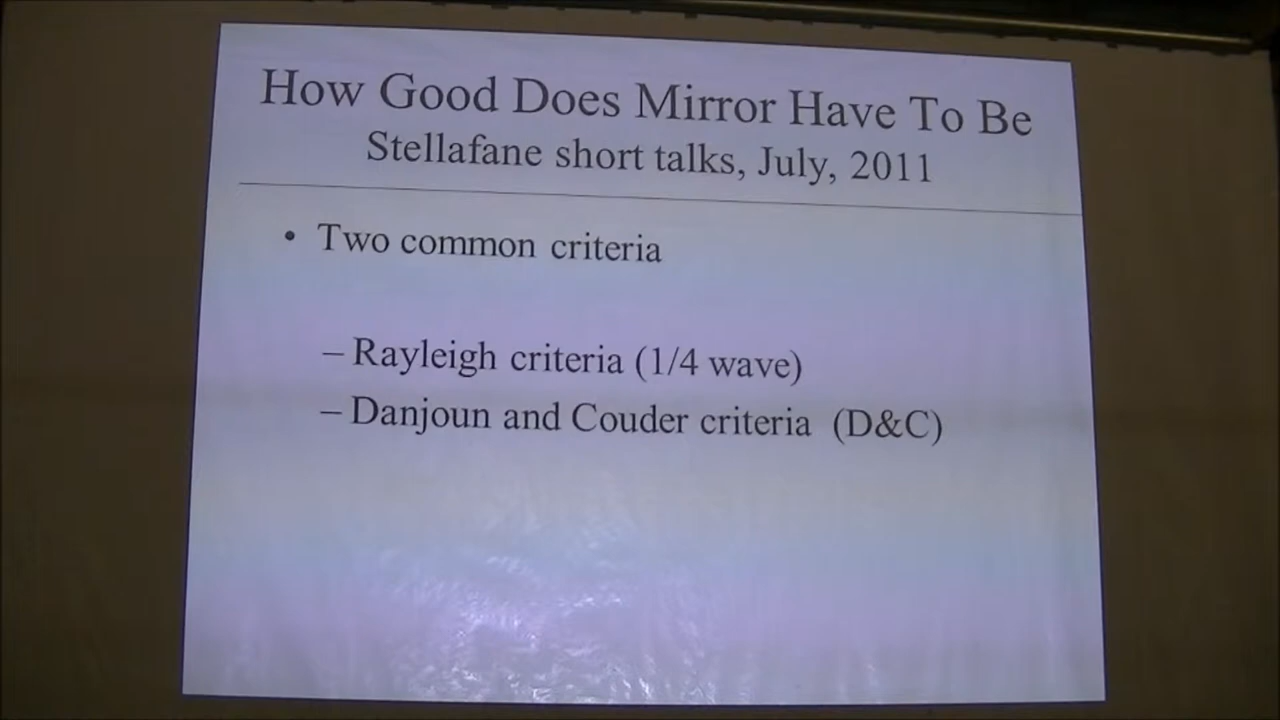 How Good Does Mirror Have To Be
Stellafane short talks, July, 2011
• Two common criteria
– Rayleigh criteria (1/4 wave)
– Danjoun and Couder criteria (D&C)